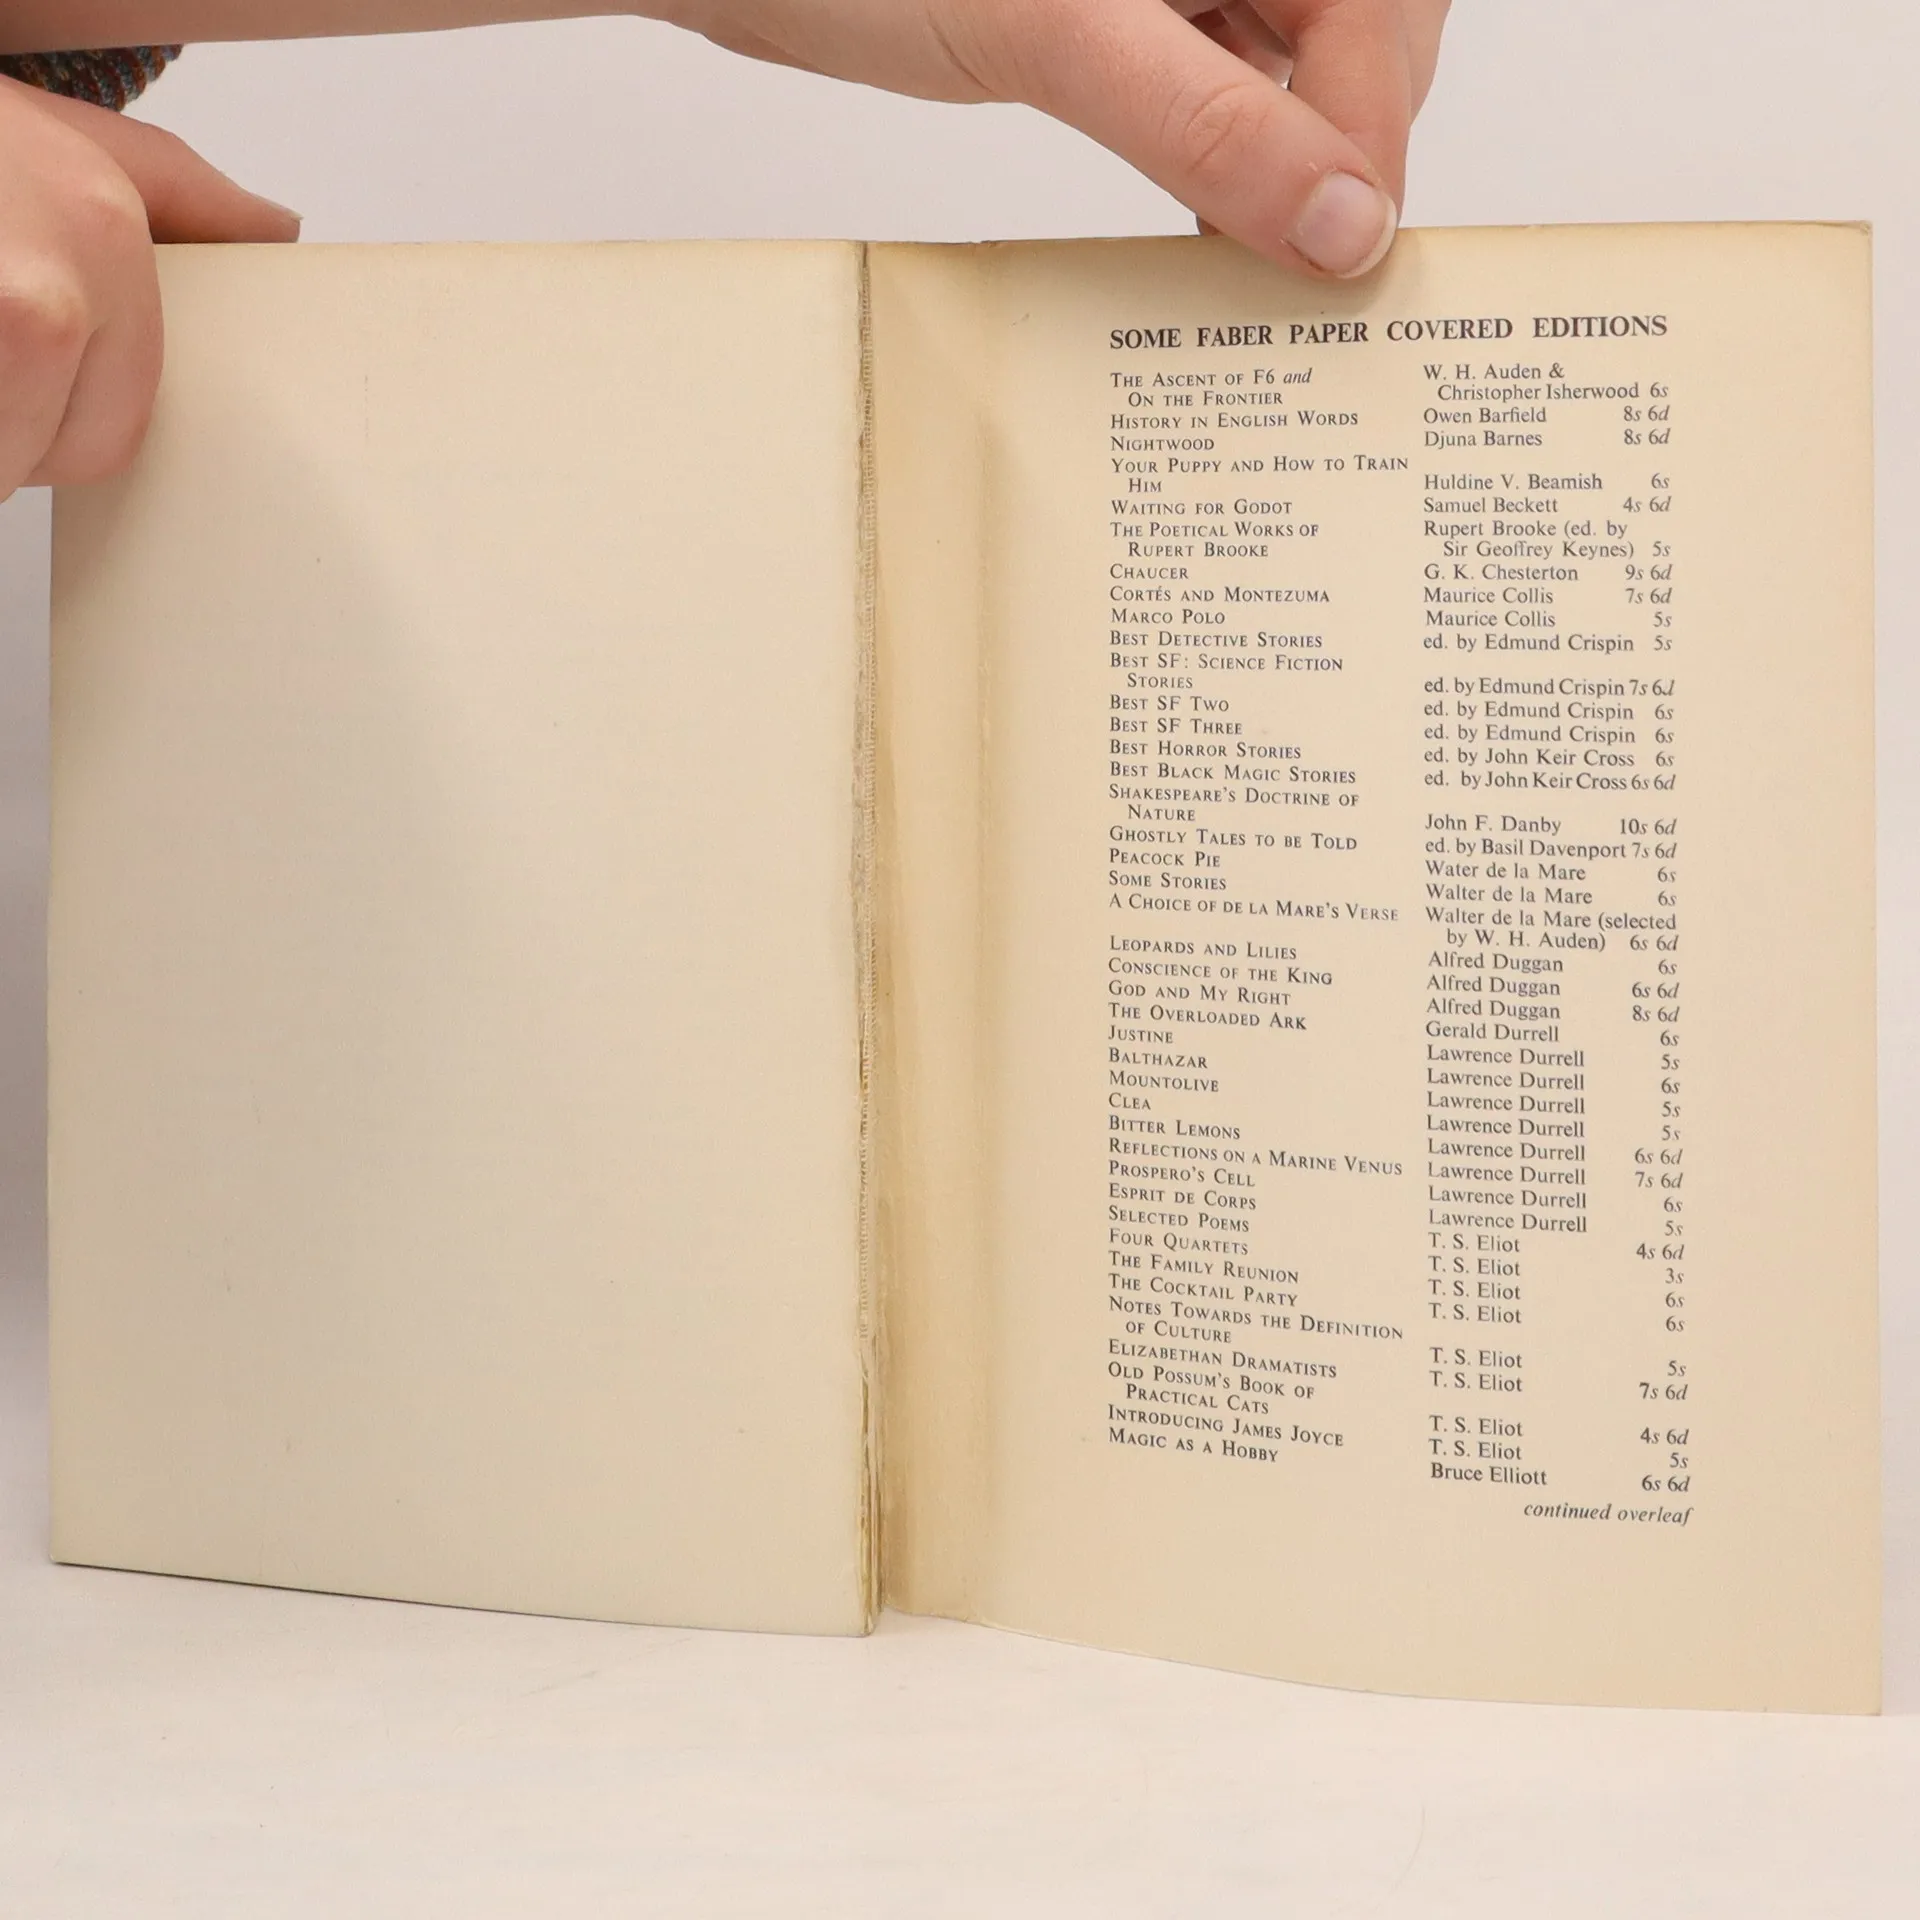 SOME FABER PAPER COVERED EDITIONS
THE ASCENT OF F6 and W. H. Auden &
ON THE FRONTIER Christopher Isherwood 6s
HISTORY IN ENGLISH WORDS Owen Barfield 8s 6d
NIGHTWOOD Djuna Barnes 8s 6d
YOUR PUPPY AND HOW TO TRAIN
HIM Huldine V. Beamish 6s
WAITING FOR GODOT Samuel Beckett 4s 6d
THE POETICAL WORKS OF Rupert Brooke (ed. by
RUPERT BROOKE Sir Geoffrey Keynes) 5s
CHAUCER G. K. Chesterton 9s 6d
CORTÉS AND MONTEZUMA Maurice Collis 7s 6d
MARCO POLO Maurice Collis 5s
BEST DETECTIVE STORIES ed. by Edmund Crispin 5s
BEST SF: SCIENCE FICTION
STORIES ed. by Edmund Crispin 7s 6d
BEST SF TWO ed. by Edmund Crispin 6s
BEST SF THREE ed. by Edmund Crispin 6s
BEST HORROR STORIES ed. by John Keir Cross 6s
BEST BLACK MAGIC STORIES ed. by John Keir Cross 6s 6d
SHAKESPEARE'S DOCTRINE OF
NATURE John F. Danby 10s 6d
GHOSTLY TALES TO BE TOLD ed. by Basil Davenport 7s 6d
PEACOCK PIE Water de la Mare 6s
SOME STORIES Walter de la Mare 6s
A CHOICE OF DE LA MARE'S VERSE Walter de la Mare (selected
by W. H. Auden) 6s 6d
LEOPARDS AND LILIES Alfred Duggan 6s
CONSCIENCE OF THE KING Alfred Duggan 6s 6d
GOD AND MY RIGHT Alfred Duggan 8s 6d
THE OVERLOADED ARK Gerald Durrell 6s
JUSTINE Lawrence Durrell 5s
BALTHAZAR Lawrence Durrell 6s
MOUNTOLIVE Lawrence Durrell 5s
CLEA Lawrence Durrell 5s
BITTER LEMONS Lawrence Durrell 6s 6d
REFLECTIONS ON A MARINE VENUS Lawrence Durrell 7s 6d
PROSPERO'S CELL Lawrence Durrell 6s
ESPRIT DE CORPS Lawrence Durrell 5s
SELECTED POEMS T. S. Eliot 4s 6d
FOUR QUARTETS T. S. Eliot 3s
THE FAMILY REUNION T. S. Eliot 6s
THE COCKTAIL PARTY T. S. Eliot 6s
NOTES TOWARDS THE DEFINITION
OF CULTURE T. S. Eliot 5s
ELIZABETHAN DRAMATISTS T. S. Eliot 7s 6d
OLD POSSUM'S BOOK OF
PRACTICAL CATS T. S. Eliot 4s 6d
INTRODUCING JAMES JOYCE T. S. Eliot 5s
MAGIC AS A HOBBY Bruce Elliott 6s 6d
continued overleaf